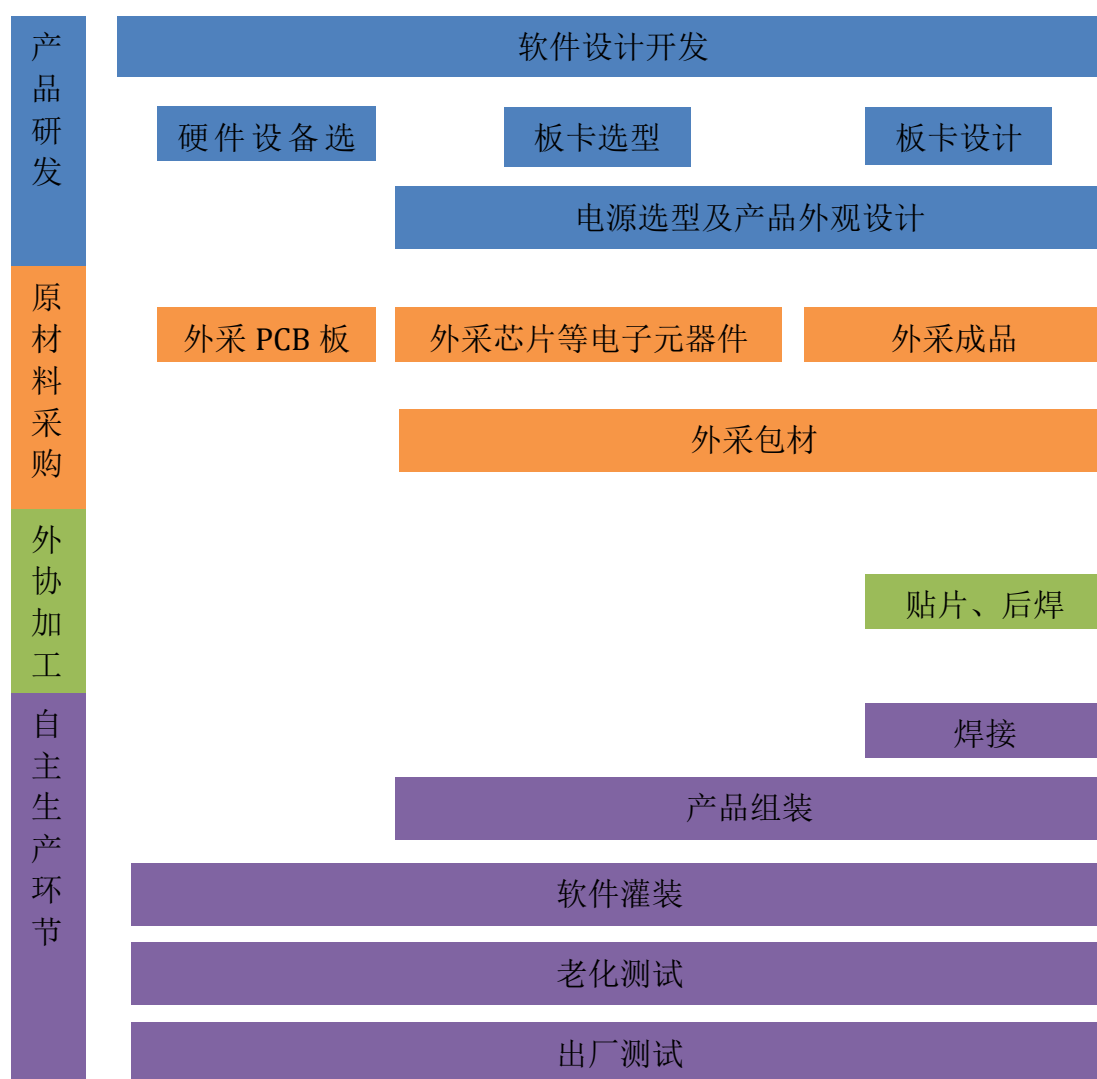 产品研发
软件设计开发
硬件设备选
板卡选型
板卡设计
电源选型及产品外观设计
原材料采购
外采 PCB 板
外采芯片等电子元器件
外采成品
外采包材
外协加工
贴片、后焊
自主生产环节
焊接
产品组装
软件灌装
老化测试
出厂测试